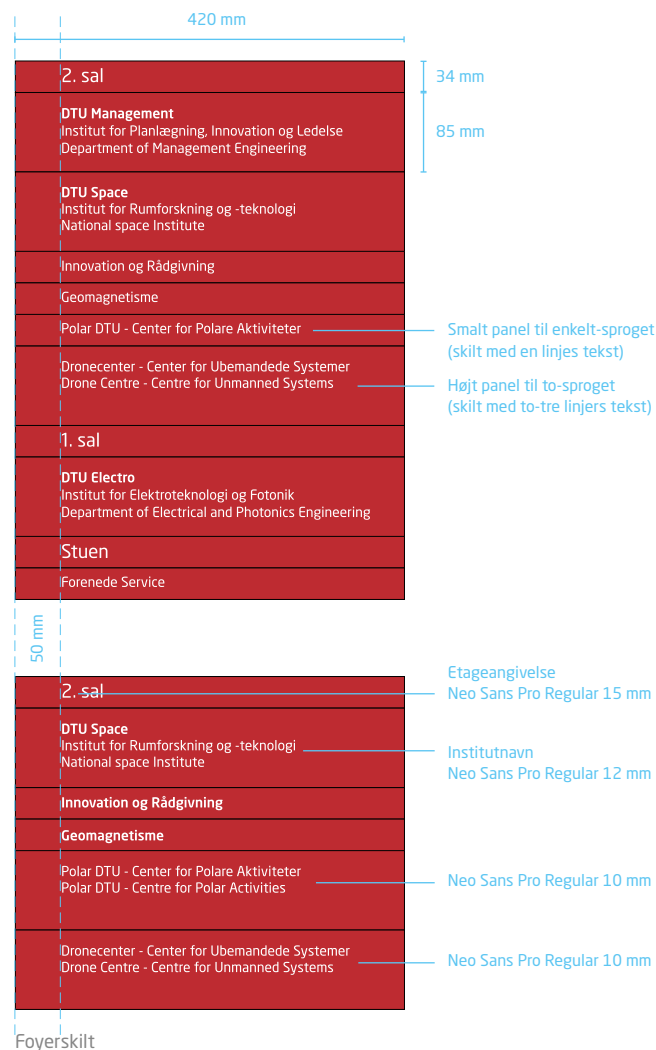 420 mm
2. sal
34 mm
DTU Management
Institut for Planlægning, Innovation og Ledelse
Department of Management Engineering
85 mm
DTU Space
Institut for Rumforskning og -teknologi
National space Institute
Innovation og Rådgivning
Geomagnetisme
Polar DTU - Center for Polare Aktiviteter
Smalt panel til enkelt-sproget
(skilt med en linjes tekst)
Dronecenter - Center for Ubemandede Systemer
Drone Centre - Centre for Unmanned Systems
Højt panel til to-sproget
(skilt med to-tre linjers tekst)
1. sal
DTU Electro
Institut for Elektroteknologi og Fotonik
Department of Electrical and Photonics Engineering
Stuen
Forenede Service
50 mm
2. sal
Etageangivelse
Neo Sans Pro Regular 15 mm
DTU Space
Institut for Rumforskning og -teknologi
National space Institute
Institutnavn
Neo Sans Pro Regular 12 mm
Innovation og Rådgivning
Geomagnetisme
Polar DTU - Center for Polare Aktiviteter
Polar DTU - Centre for Polar Activities
Neo Sans Pro Regular 10 mm
Dronecenter - Center for Ubemandede Systemer
Drone Centre - Centre for Unmanned Systems
Neo Sans Pro Regular 10 mm
Foyerskilt